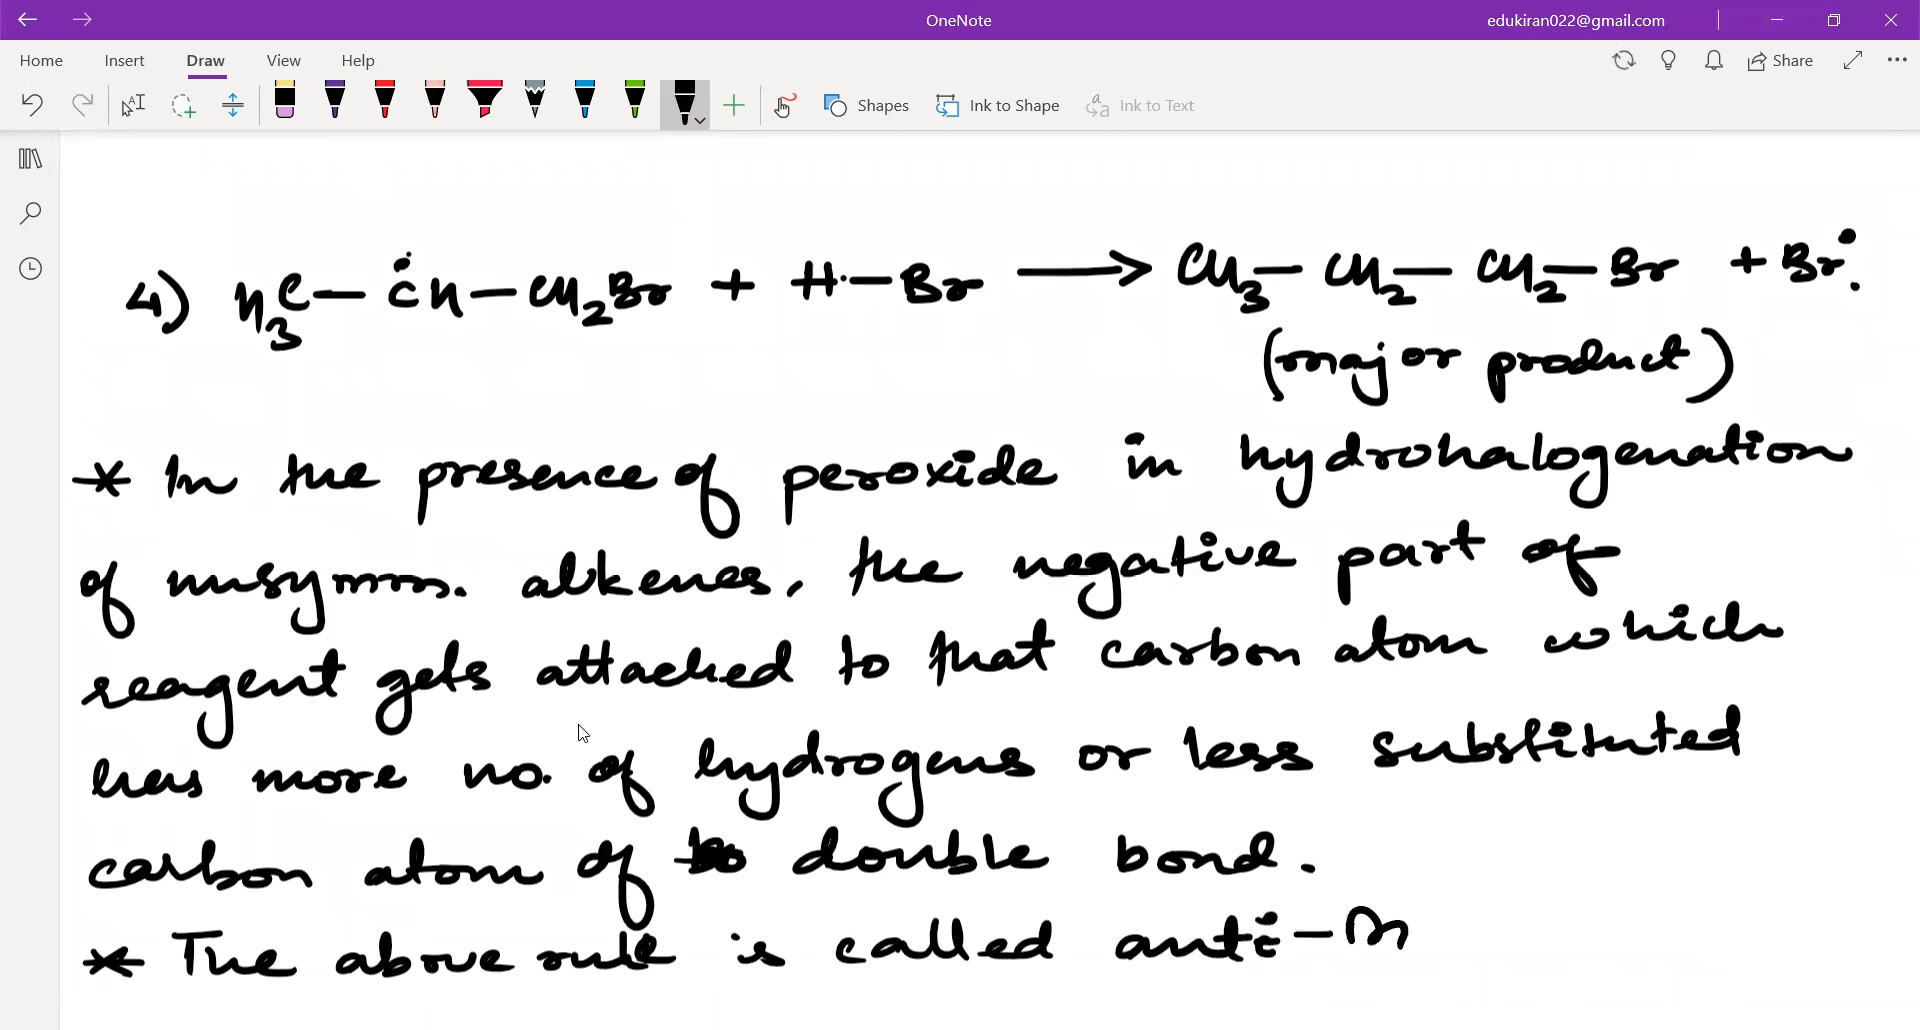 OneNote
edukiran022@gmail.com
Home Insert Draw View Help
Share
Shapes Ink to Shape Ink to Text
4) H₃C — ĊH — CH₂Br + H·—Br ⟶ CH₃ — CH₂ — CH₂ — Br + Br•.
(major product)
* In the presence of peroxide in hydrohalogenation
of unsymm. alkenes, the negative part of
reagent gets attached to that carbon atom which
has more no. of hydrogens or less substituted
carbon atom of double bond.
* The above rule is called anti-m